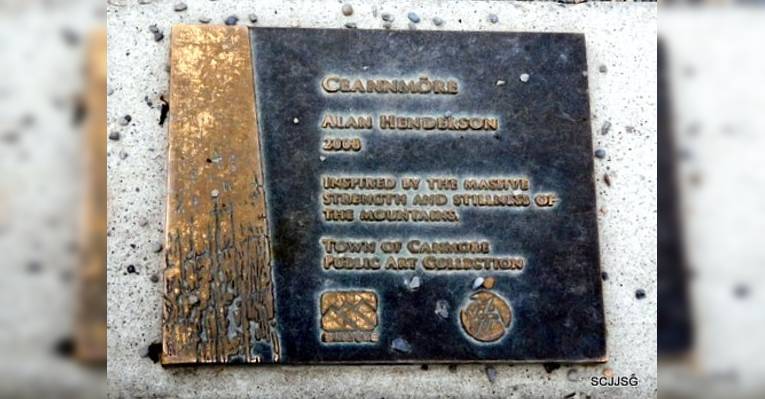 CEANNMÕRE
ALAN HENDERSON
2008
INSPIRED BY THE MASSIVE
STRENGTH AND STILLNESS OF
THE MOUNTAINS.
TOWN OF CANMORE
PUBLIC ART COLLECTION
SCJJSG